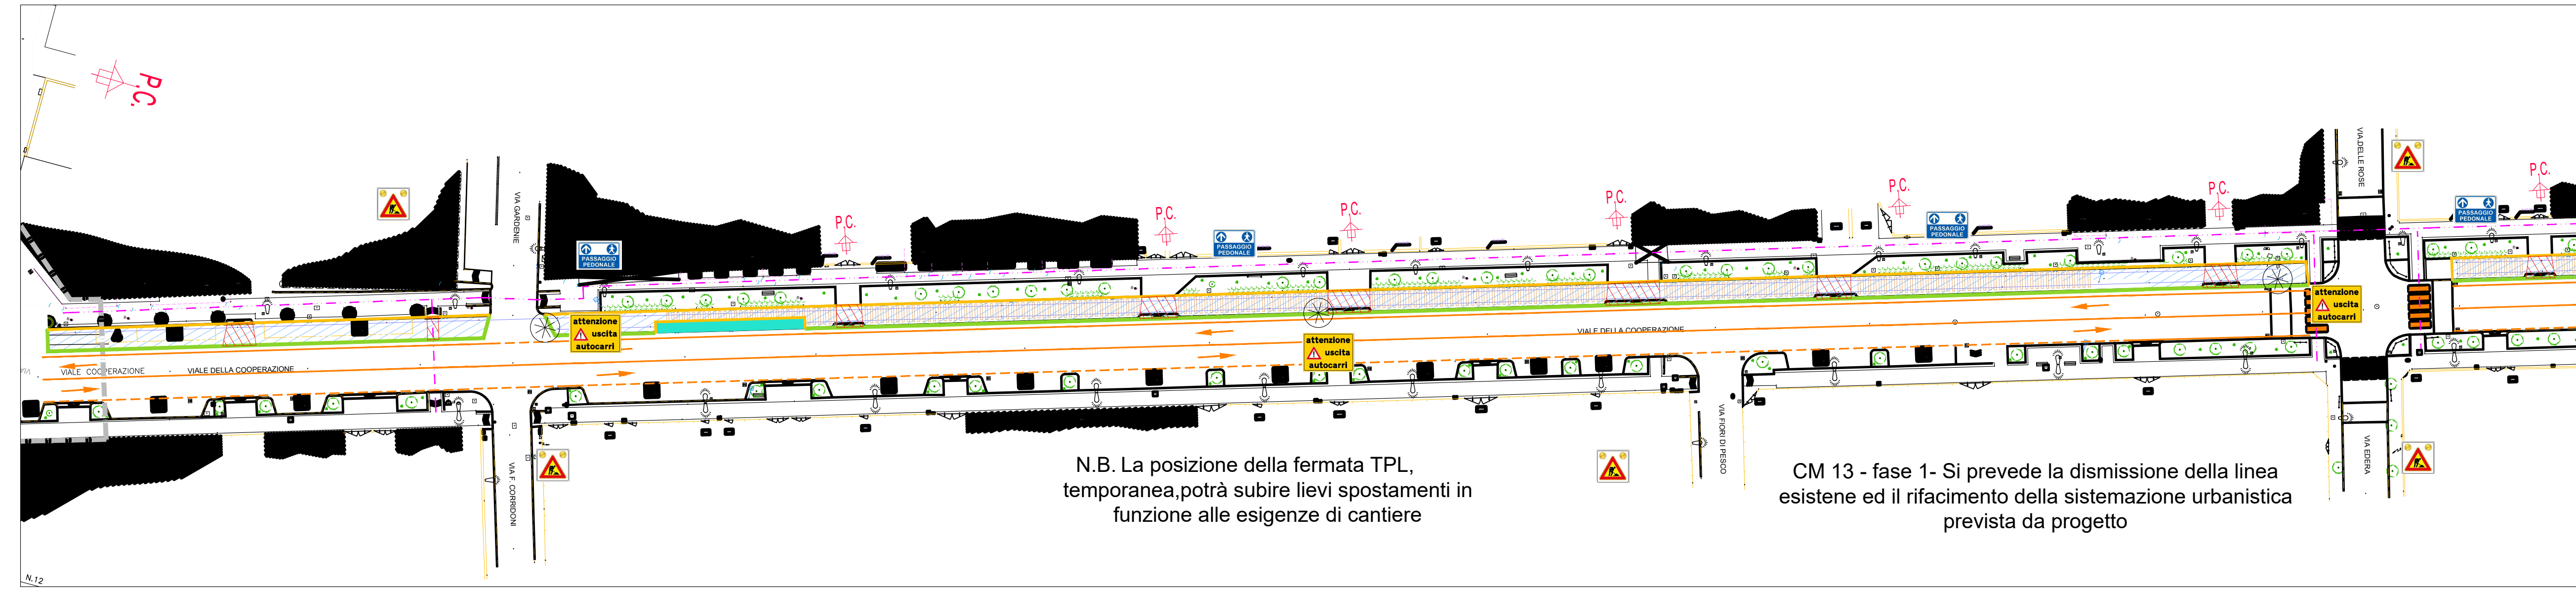 P.C.
VIA GARDENIE
PASSAGGIO
PEDONALE
P.C.
P.C.
PASSAGGIO
PEDONALE
P.C.
P.C.
P.C.
PASSAGGIO
PEDONALE
P.C.
VIA DELLE ROSE
P.C.
PASSAGGIO
PEDONALE
attenzione
uscita
autocarri
attenzione
uscita
autocarri
attenzione
uscita
autocarri
VIALE DELLA COOPERAZIONE
VIA
VIALE COOPERAZIONE
VIALE DELLA COOPERAZIONE
VIA F. CORRIDONI
VIA FIORI DI PESCO
VIA EDERA
N.B. La posizione della fermata TPL,
temporanea,potrà subire lievi spostamenti in
funzione alle esigenze di cantiere
CM 13 - fase 1- Si prevede la dismissione della linea
esistene ed il rifacimento della sistemazione urbanistica
prevista da progetto
N.12